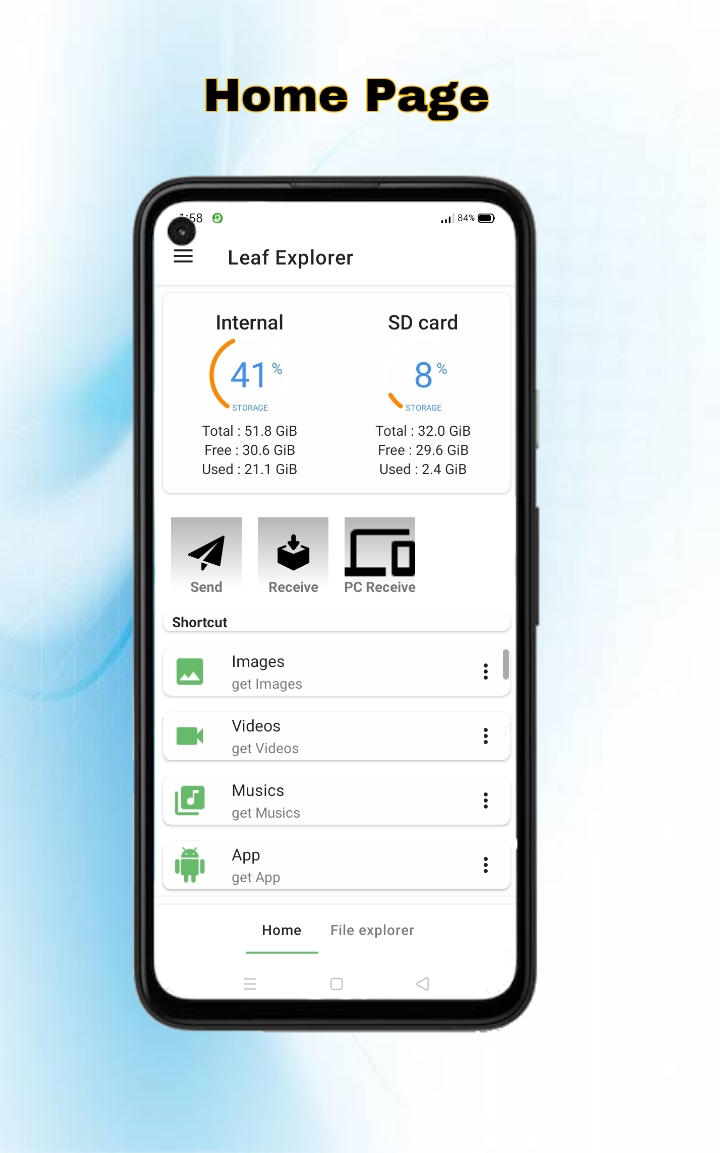 Home Page
:58 84%
Leaf Explorer
Internal SD card
41% 8%
STORAGE STORAGE
Total : 51.8 GiB Total : 32.0 GiB
Free : 30.6 GiB Free : 29.6 GiB
Used : 21.1 GiB Used : 2.4 GiB
Send Receive PC Receive
Shortcut
Images
get Images
Videos
get Videos
Musics
get Musics
App
get App
Home File explorer